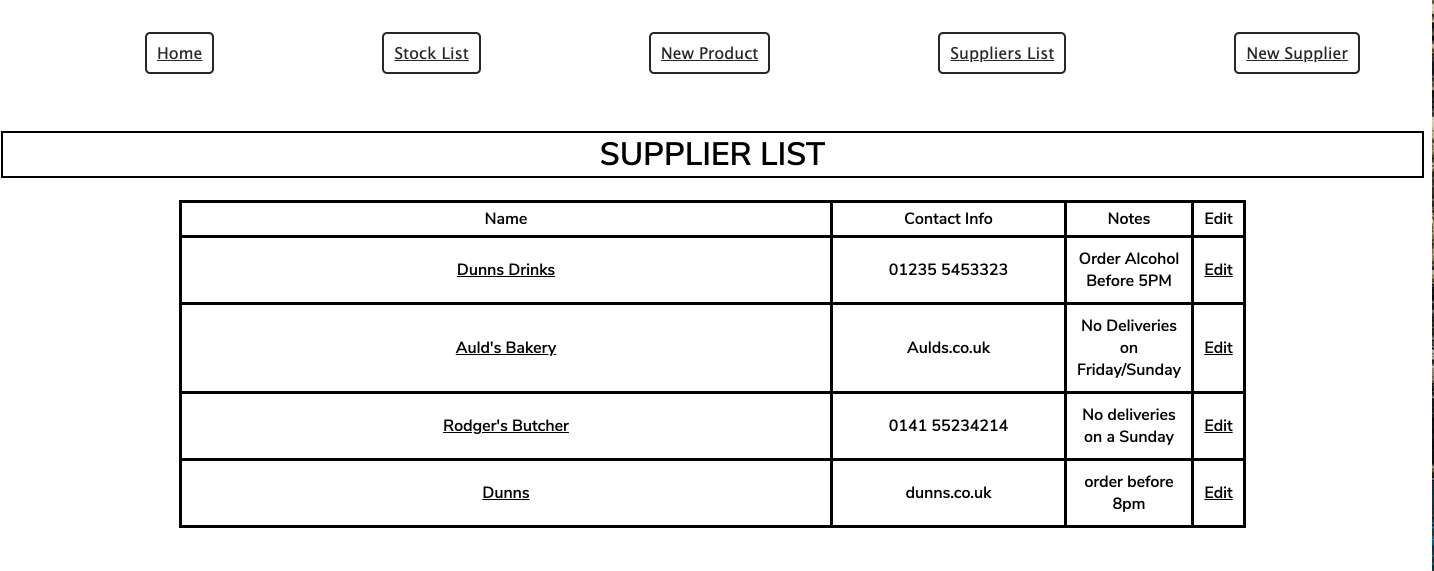 Home Stock List New Product Suppliers List New Supplier
SUPPLIER LIST
Name Contact Info Notes Edit
Dunns Drinks 01235 5453323 Order Alcohol Before 5PM Edit
Auld's Bakery Aulds.co.uk No Deliveries on Friday/Sunday Edit
Rodger's Butcher 0141 55234214 No deliveries on a Sunday Edit
Dunns dunns.co.uk order before 8pm Edit